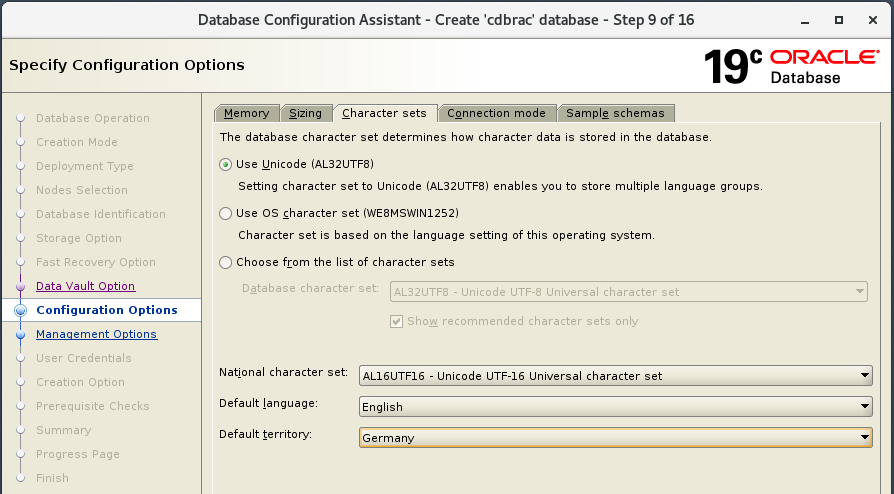 Database Configuration Assistant - Create 'cdbrac' database - Step 9 of 16
Specify Configuration Options
19c ORACLE
Database
Database Operation
Creation Mode
Deployment Type
Nodes Selection
Database Identification
Storage Option
Fast Recovery Option
Data Vault Option
Configuration Options
Management Options
User Credentials
Creation Option
Prerequisite Checks
Summary
Progress Page
Finish
Memory Sizing Character sets Connection mode Sample schemas
The database character set determines how character data is stored in the database.
Use Unicode (AL32UTF8)
Setting character set to Unicode (AL32UTF8) enables you to store multiple language groups.
Use OS character set (WE8MSWIN1252)
Character set is based on the language setting of this operating system.
Choose from the list of character sets
Database character set: AL32UTF8 - Unicode UTF-8 Universal character set
Show recommended character sets only
National character set: AL16UTF16 - Unicode UTF-16 Universal character set
Default language: English
Default territory: Germany